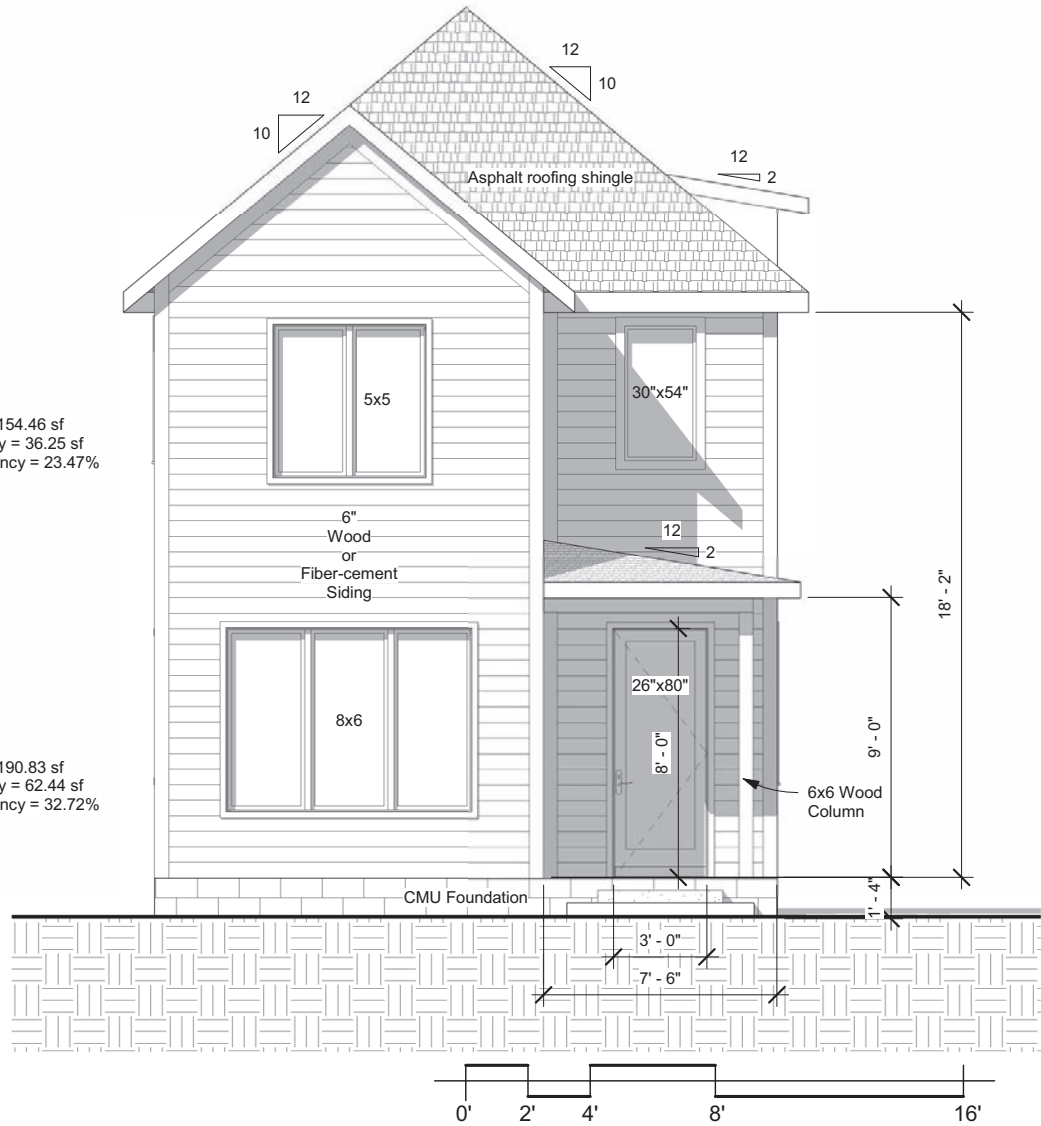 12
10
12
10
12
2
Asphalt roofing shingle
5x5
30"x54"
154.46 sf
y = 36.25 sf
ncy = 23.47%
6"
Wood
or
Fiber-cement
Siding
12
2
18' - 2"
26"x80"
8x6
8' - 0"
9' - 0"
190.83 sf
y = 62.44 sf
ncy = 32.72%
6x6 Wood
Column
CMU Foundation
1' - 4"
3' - 0"
7' - 6"
0' 2' 4' 8' 16'